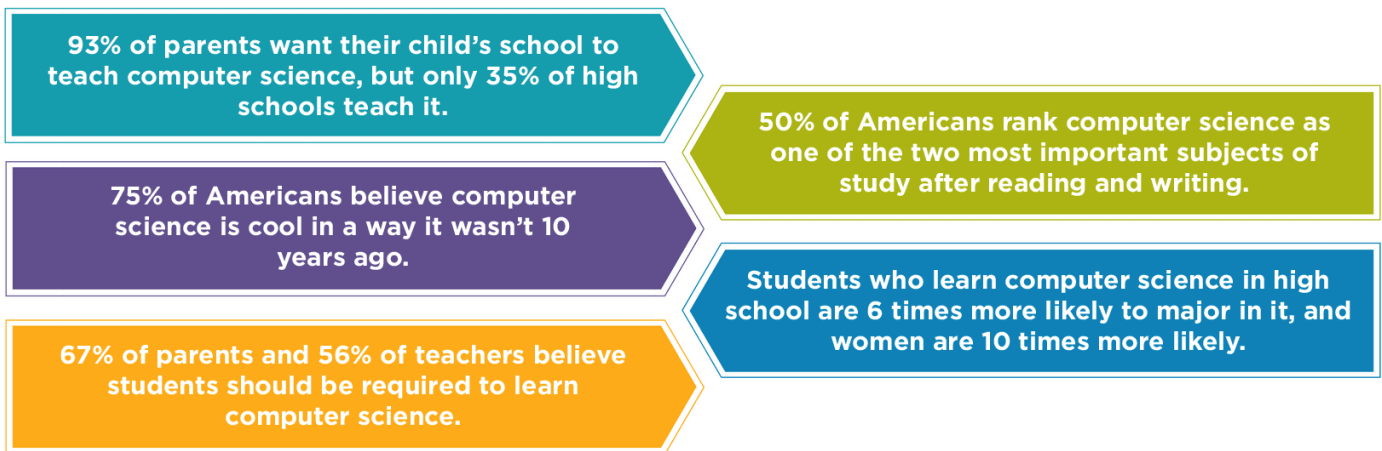 93% of parents want their child’s school to
teach computer science, but only 35% of high
schools teach it.
50% of Americans rank computer science as
one of the two most important subjects of
study after reading and writing.
75% of Americans believe computer
science is cool in a way it wasn’t 10
years ago.
Students who learn computer science in high
school are 6 times more likely to major in it, and
women are 10 times more likely.
67% of parents and 56% of teachers believe
students should be required to learn
computer science.